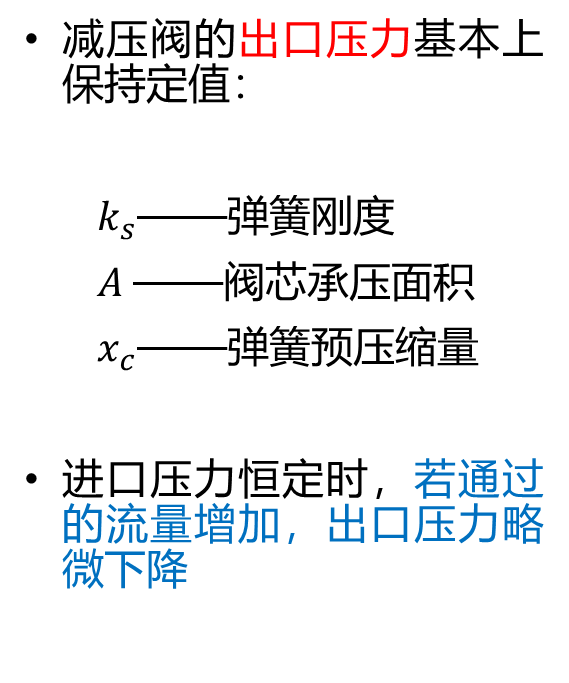 • 减压阀的出口压力基本上
保持定值：
kₛ——弹簧刚度
A ——阀芯承压面积
x_c——弹簧预压缩量
• 进口压力恒定时，若通过
的流量增加，出口压力略
微下降